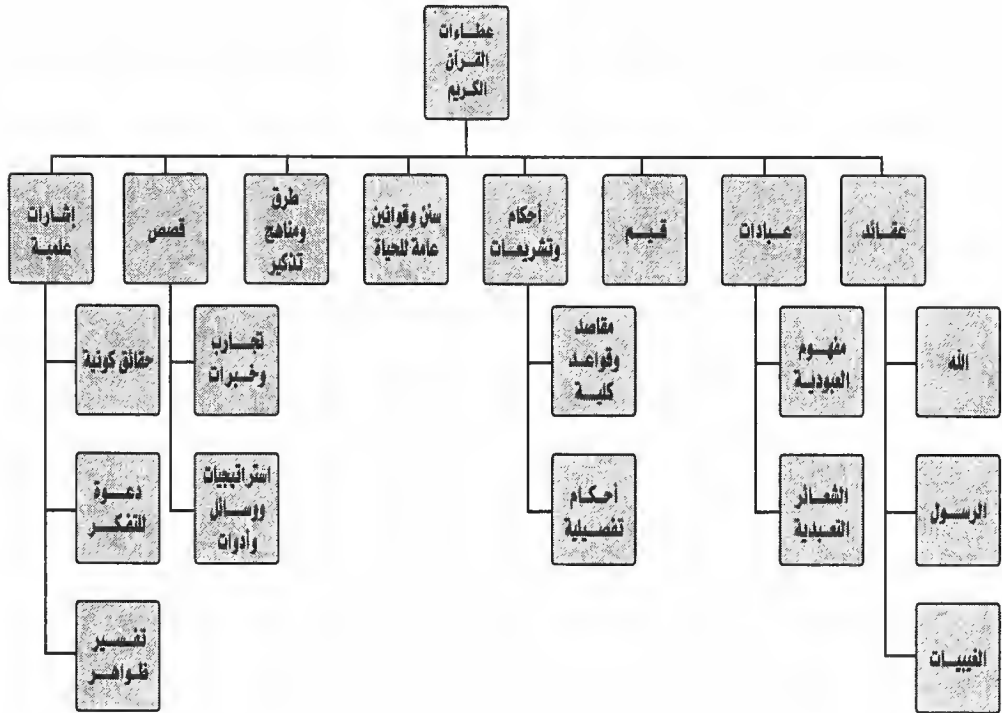 عطاءات
القرآن
الكريم
عقائد
عبادات
قيم
أحكام
وتشريعات
سنن وقوانين
عامة للحياة
طرق
ومناهج
تذكير
قصص
إشارات
علمية
الله
الرسول
الغيبيات
مفهوم
العبودية
الشعائر
التعبدية
مقاصد
وقواعد
كلية
أحكام
تفصيلية
تجارب
وخبرات
استراتيجيات
ووسائل
وأدوات
حقائق كونية
دعوة
للتفكر
تفسير
ظواهر